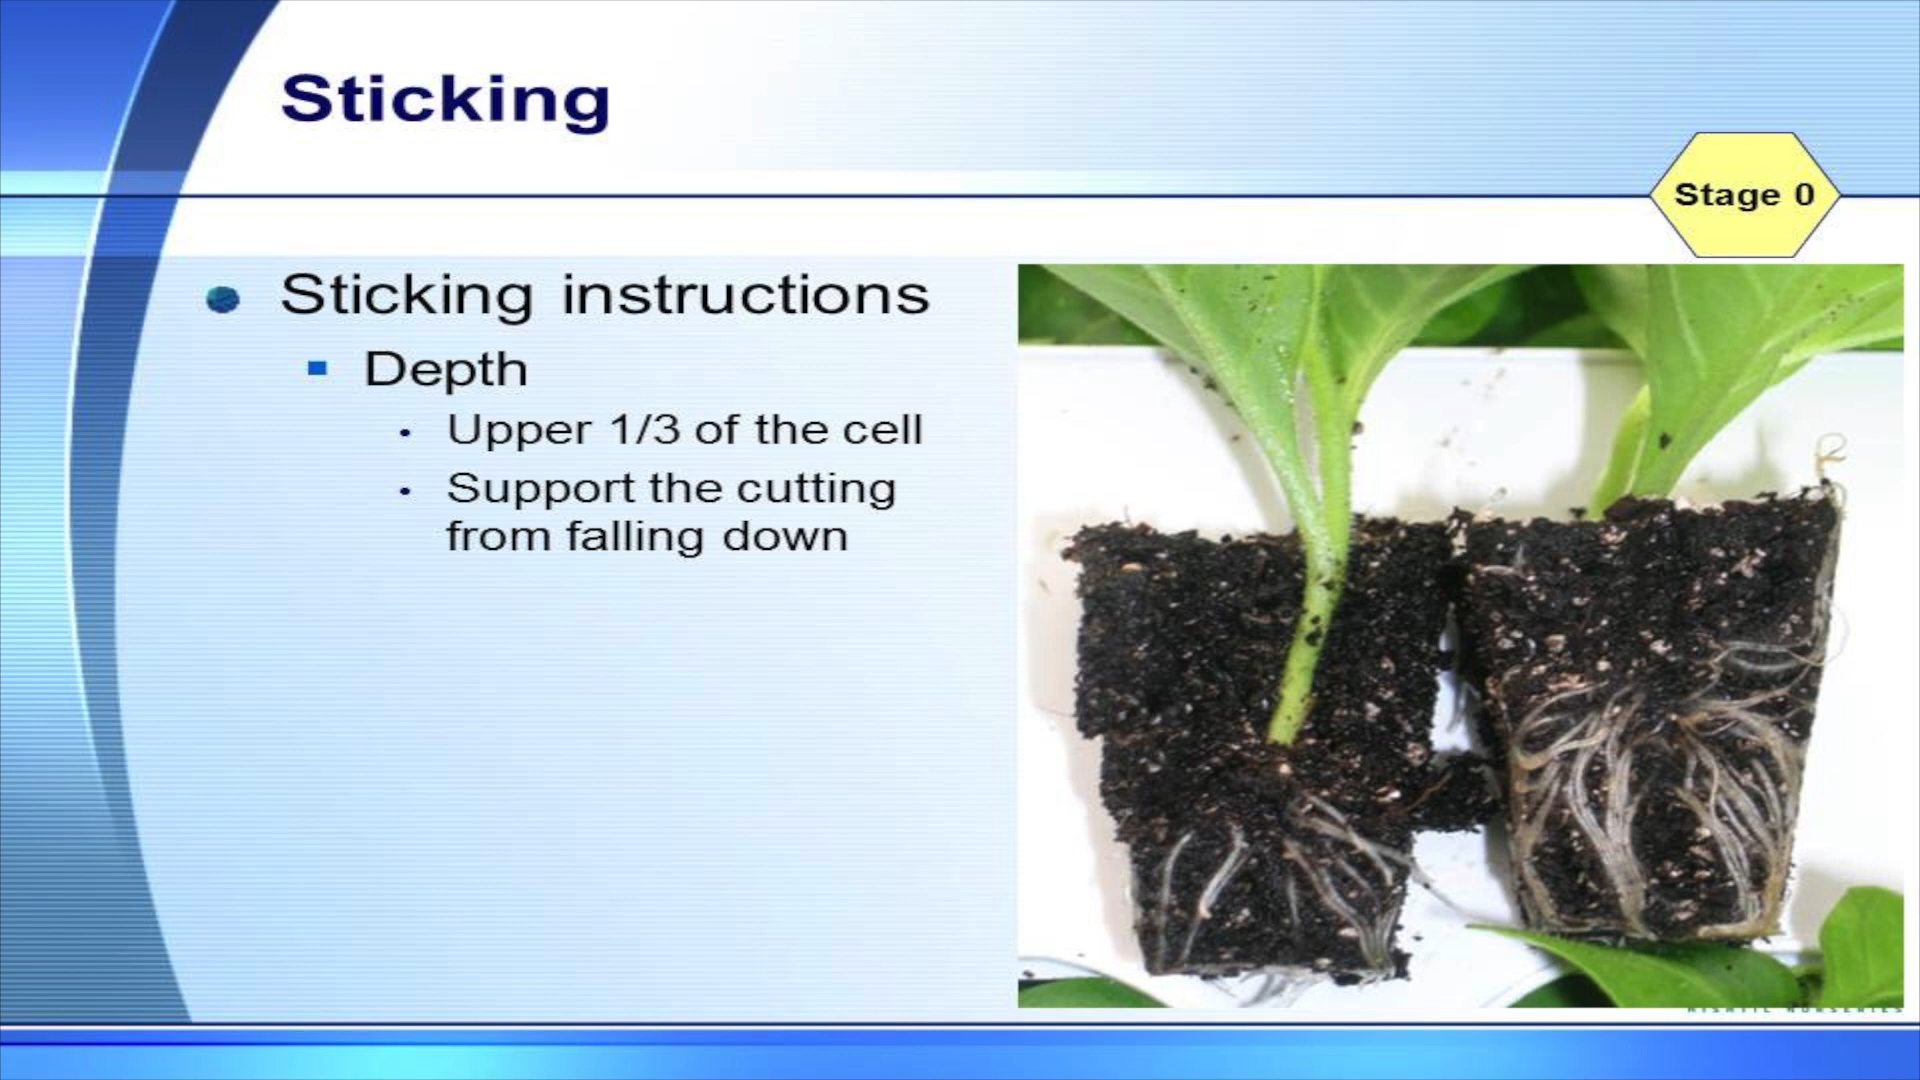 Sticking
Stage 0
Sticking instructions
Depth
Upper 1/3 of the cell
Support the cutting
from falling down